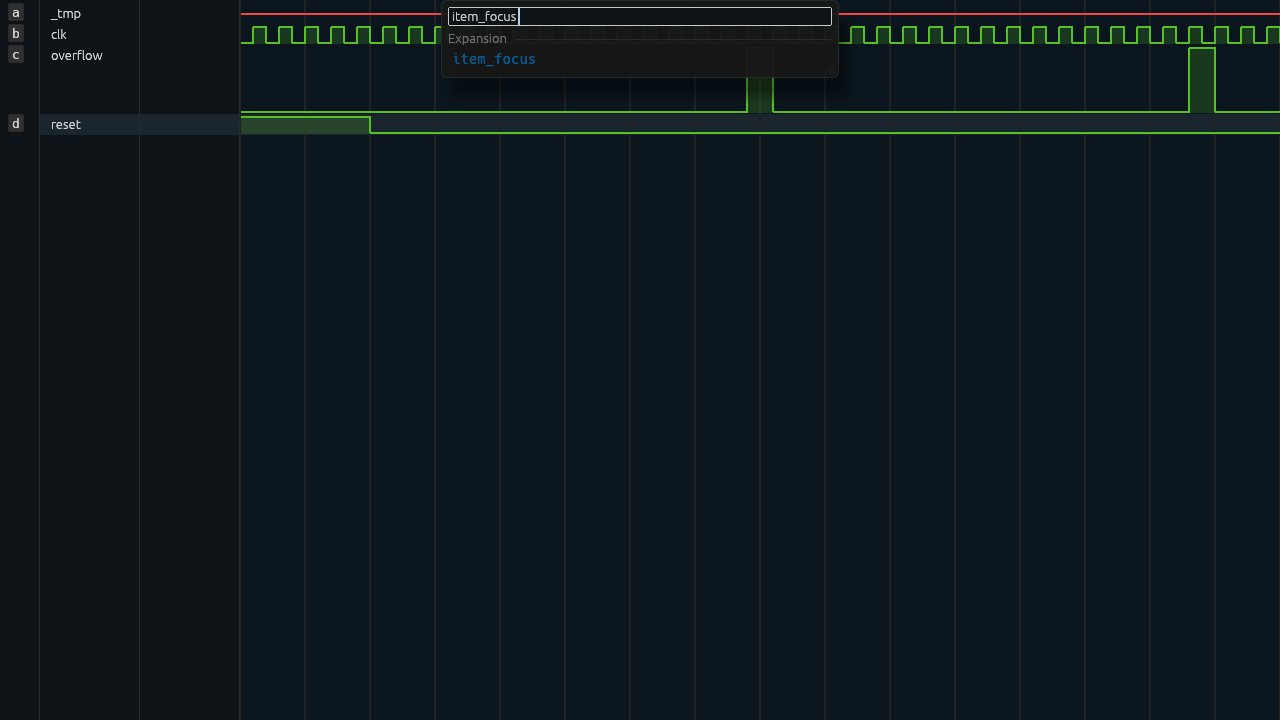 a _tmp
b clk
c overflow
d reset
item_focus
Expansion
item_focus